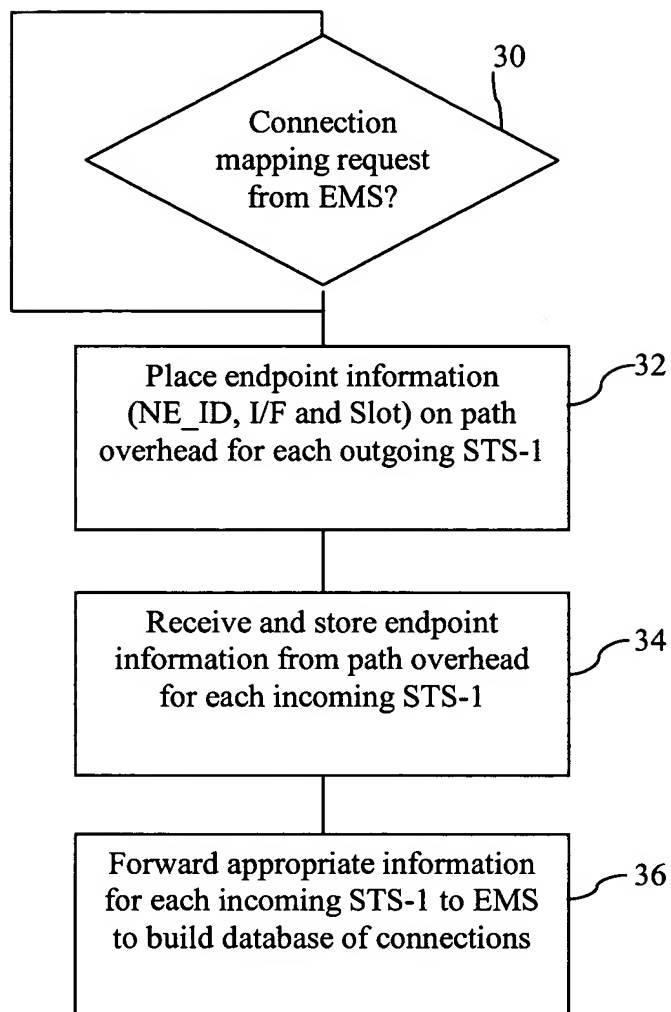 30
Connection
mapping request
from EMS?
32
Place endpoint information
(NE_ID, I/F and Slot) on path
overhead for each outgoing STS-1
34
Receive and store endpoint
information from path overhead
for each incoming STS-1
36
Forward appropriate information
for each incoming STS-1 to EMS
to build database of connections